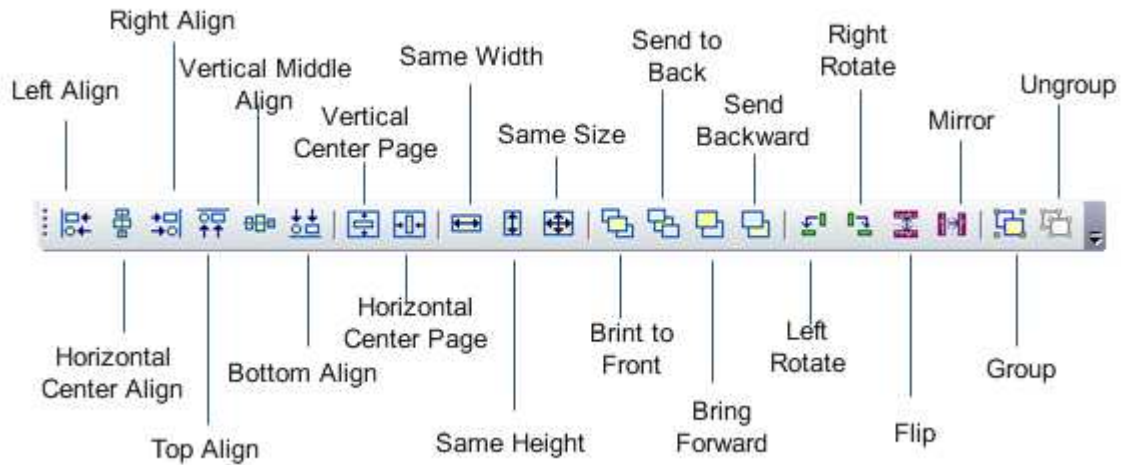 Right Align
Left Align
Vertical Middle
Align
Vertical
Center Page
Same Width
Same Size
Send to
Back
Send
Backward
Right
Rotate
Mirror
Ungroup
Horizontal
Center Align
Top Align
Bottom Align
Horizontal
Center Page
Same Height
Brint to
Front
Bring
Forward
Left
Rotate
Flip
Group